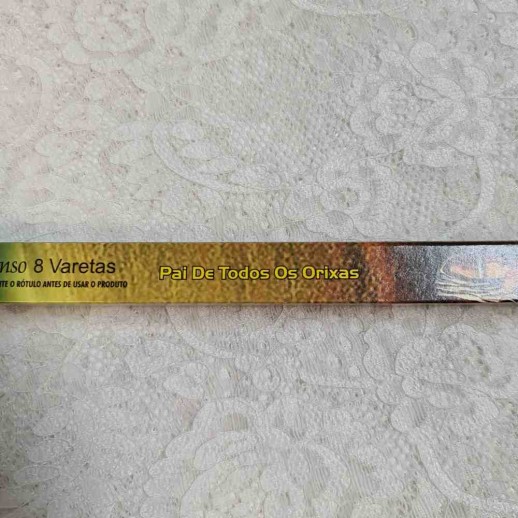 8 Varetas
O RÓTULO ANTES DE USAR O PRODUTO
Pai De Todos Os Orixas